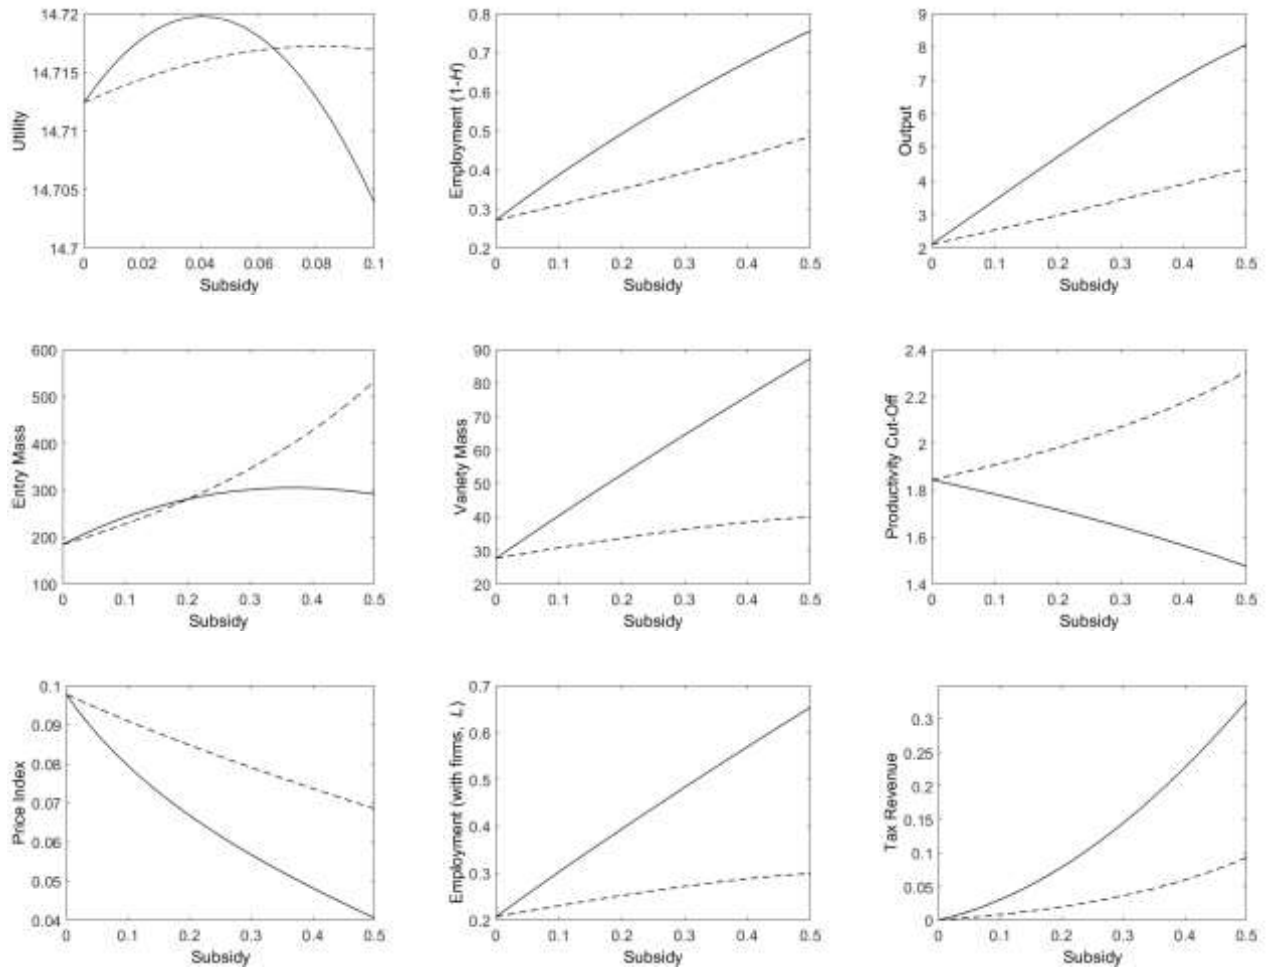 Utility
14.72
14.715
14.71
14.705
14.7
0 0.02 0.04 0.06 0.08 0.1
Subsidy
Employment (1-H)
0.8
0.7
0.6
0.5
0.4
0.3
0.2
0 0.1 0.2 0.3 0.4 0.5
Subsidy
Output
9
8
7
6
5
4
3
2
0 0.1 0.2 0.3 0.4 0.5
Subsidy
Entry Mass
600
500
400
300
200
100
0 0.1 0.2 0.3 0.4 0.5
Subsidy
Variety Mass
90
80
70
60
50
40
30
20
0 0.1 0.2 0.3 0.4 0.5
Subsidy
Productivity Cut-Off
2.4
2.2
2
1.8
1.6
1.4
0 0.1 0.2 0.3 0.4 0.5
Subsidy
Price Index
0.1
0.09
0.08
0.07
0.06
0.05
0.04
0 0.1 0.2 0.3 0.4 0.5
Subsidy
Employment (with firms, L)
0.7
0.6
0.5
0.4
0.3
0.2
0 0.1 0.2 0.3 0.4 0.5
Subsidy
Tax Revenue
0.3
0.25
0.2
0.15
0.1
0.05
0
0 0.1 0.2 0.3 0.4 0.5
Subsidy